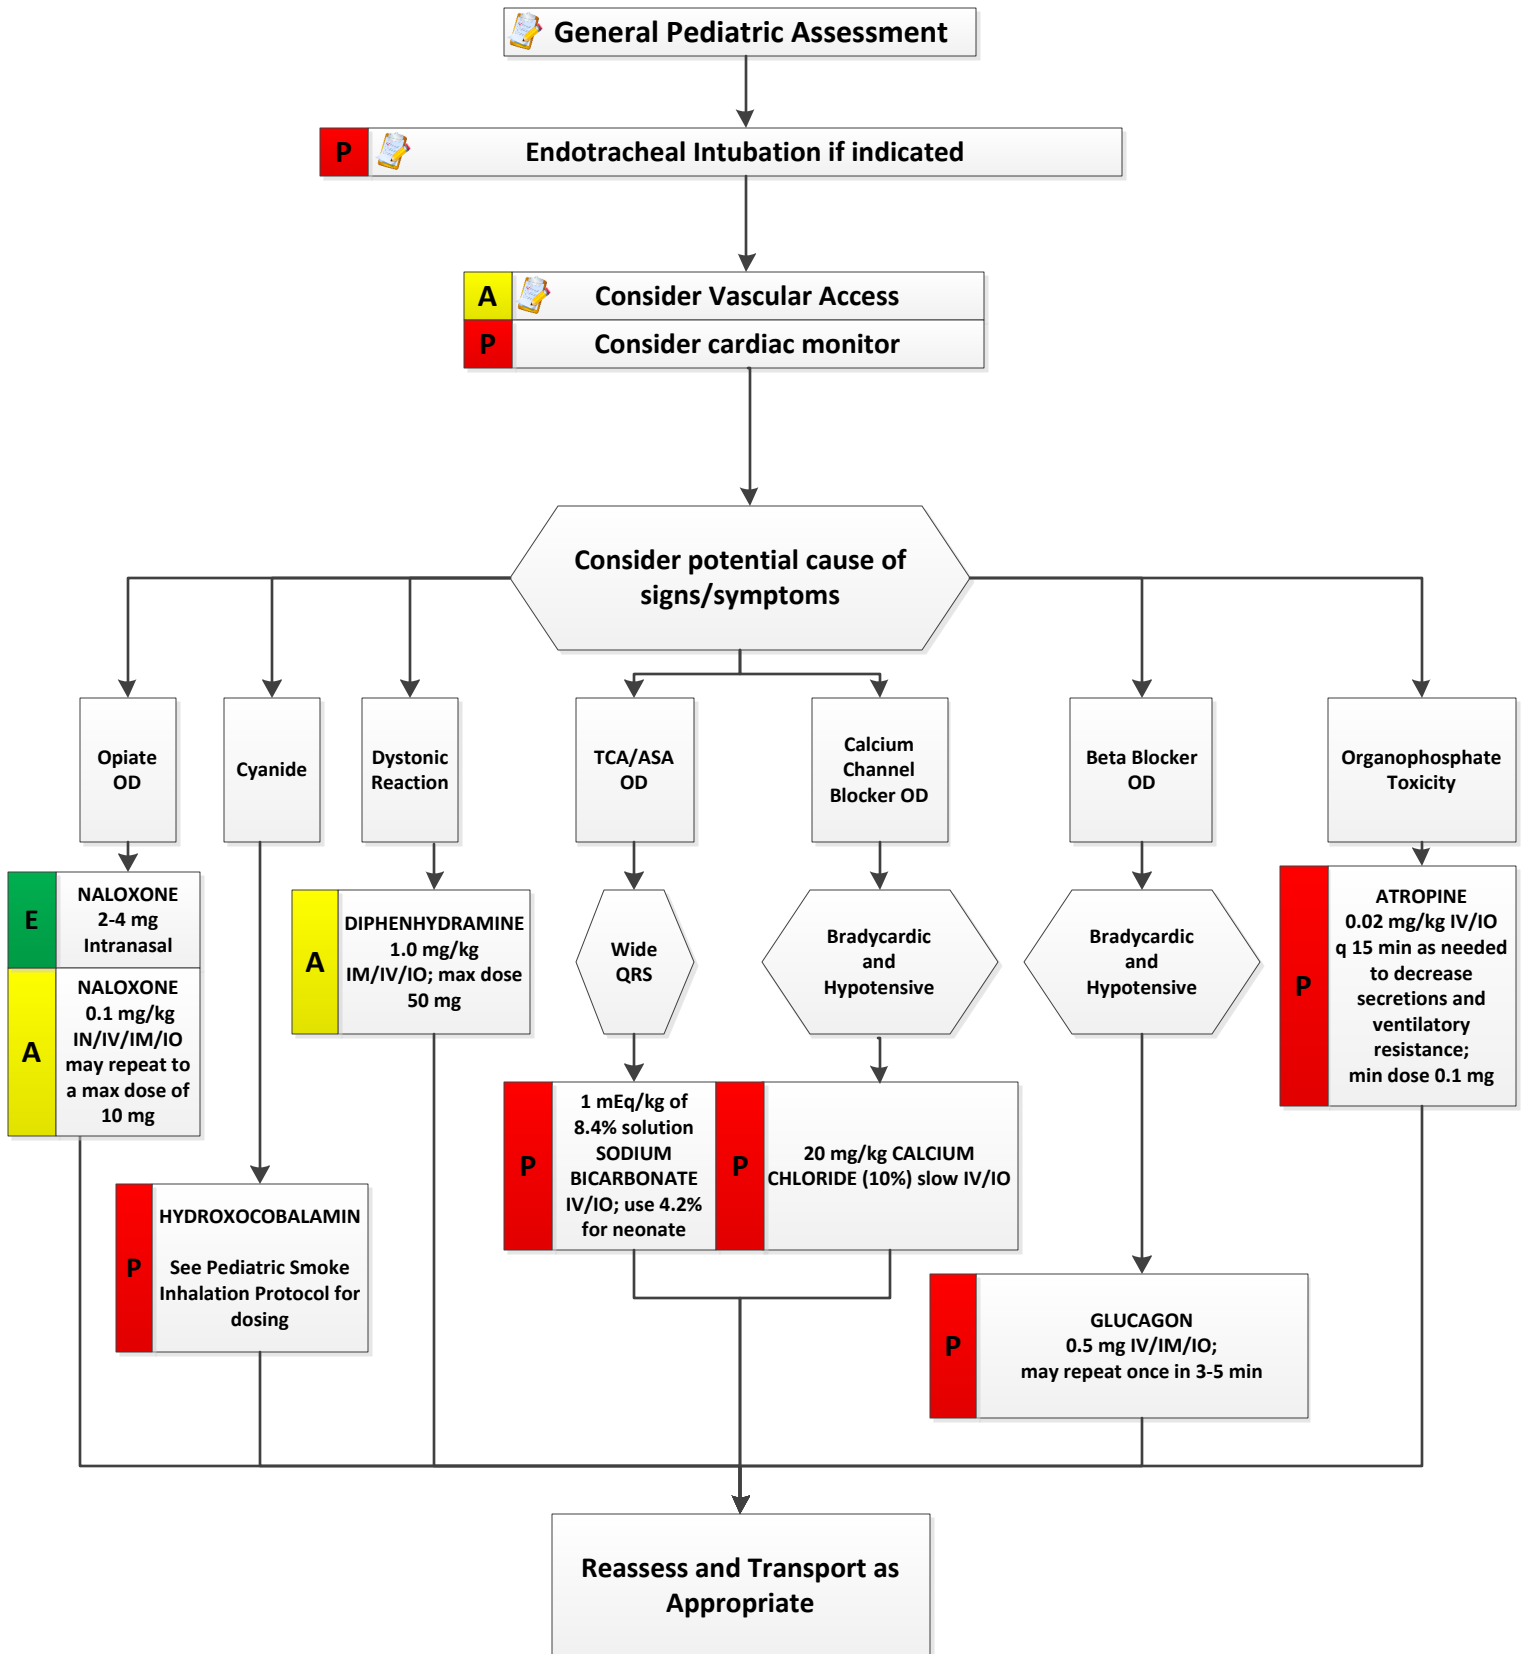 General Pediatric Assessment
P
Endotracheal Intubation if indicated
A
Consider Vascular Access
P
Consider cardiac monitor
Consider potential cause of
signs/symptoms
Opiate
OD
Cyanide
Dystonic
Reaction
TCA/ASA
OD
Calcium
Channel
Blocker OD
Beta Blocker
OD
Organophosphate
Toxicity
E
NALOXONE
2-4 mg
Intranasal
A
NALOXONE
0.1 mg/kg
IN/IV/IM/IO
may repeat to
a max dose of
10 mg
P
HYDROXOCOBALAMIN
See Pediatric Smoke
Inhalation Protocol for
dosing
A
DIPHENHYDRAMINE
1.0 mg/kg
IM/IV/IO; max dose
50 mg
Wide
QRS
P
1 mEq/kg of
8.4% solution
SODIUM
BICARBONATE
IV/IO; use 4.2%
for neonate
Bradycardic
and
Hypotensive
P
20 mg/kg CALCIUM
CHLORIDE (10%) slow IV/IO
Bradycardic
and
Hypotensive
P
GLUCAGON
0.5 mg IV/IM/IO;
may repeat once in 3-5 min
P
ATROPINE
0.02 mg/kg IV/IO
q 15 min as needed
to decrease
secretions and
ventilatory
resistance;
min dose 0.1 mg
Reassess and Transport as
Appropriate